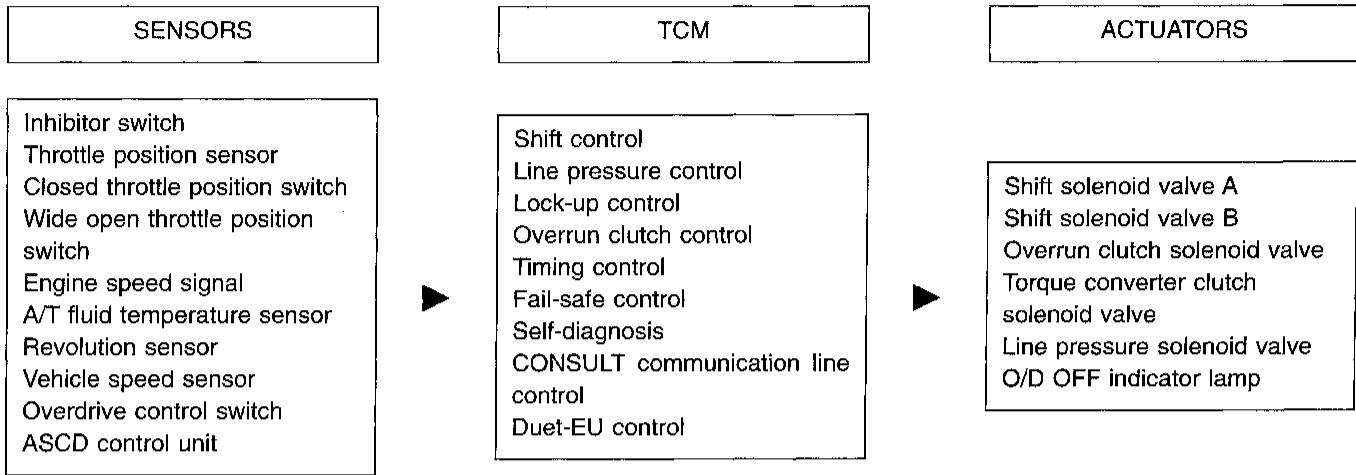 SENSORS
TCM
ACTUATORS
Inhibitor switch
Throttle position sensor
Closed throttle position switch
Wide open throttle position
switch
Engine speed signal
A/T fluid temperature sensor
Revolution sensor
Vehicle speed sensor
Overdrive control switch
ASCD control unit
Shift control
Line pressure control
Lock-up control
Overrun clutch control
Timing control
Fail-safe control
Self-diagnosis
CONSULT communication line
control
Duet-EU control
Shift solenoid valve A
Shift solenoid valve B
Overrun clutch solenoid valve
Torque converter clutch
solenoid valve
Line pressure solenoid valve
O/D OFF indicator lamp